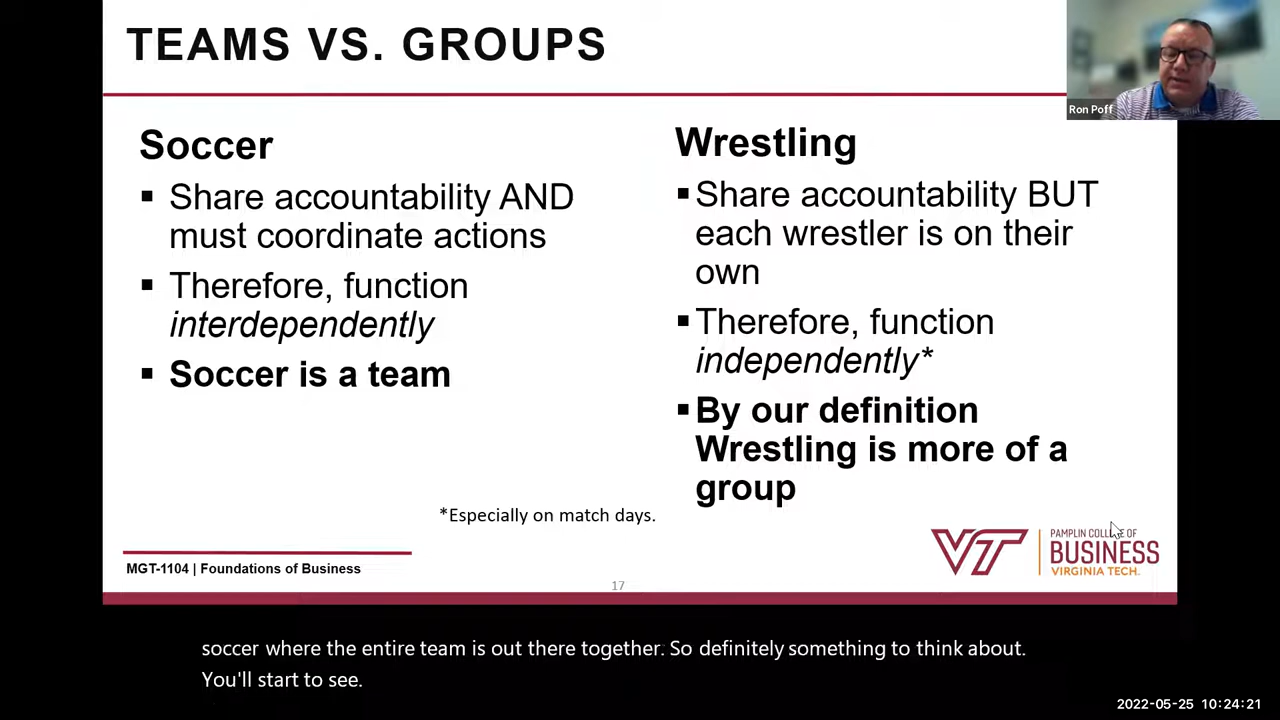 TEAMS VS. GROUPS
Ron Poff
Soccer
▪ Share accountability AND
must coordinate actions
▪ Therefore, function
interdependently
▪ Soccer is a team
Wrestling
▪ Share accountability BUT
each wrestler is on their
own
▪ Therefore, function
independently*
▪ By our definition
Wrestling is more of a
group
*Especially on match days.
MGT-1104 | Foundations of Business
17
VT
PAMPLIN COLLEGE OF
BUSINESS
VIRGINIA TECH.
soccer where the entire team is out there together. So definitely something to think about.
You'll start to see.
2022-05-25 10:24:21